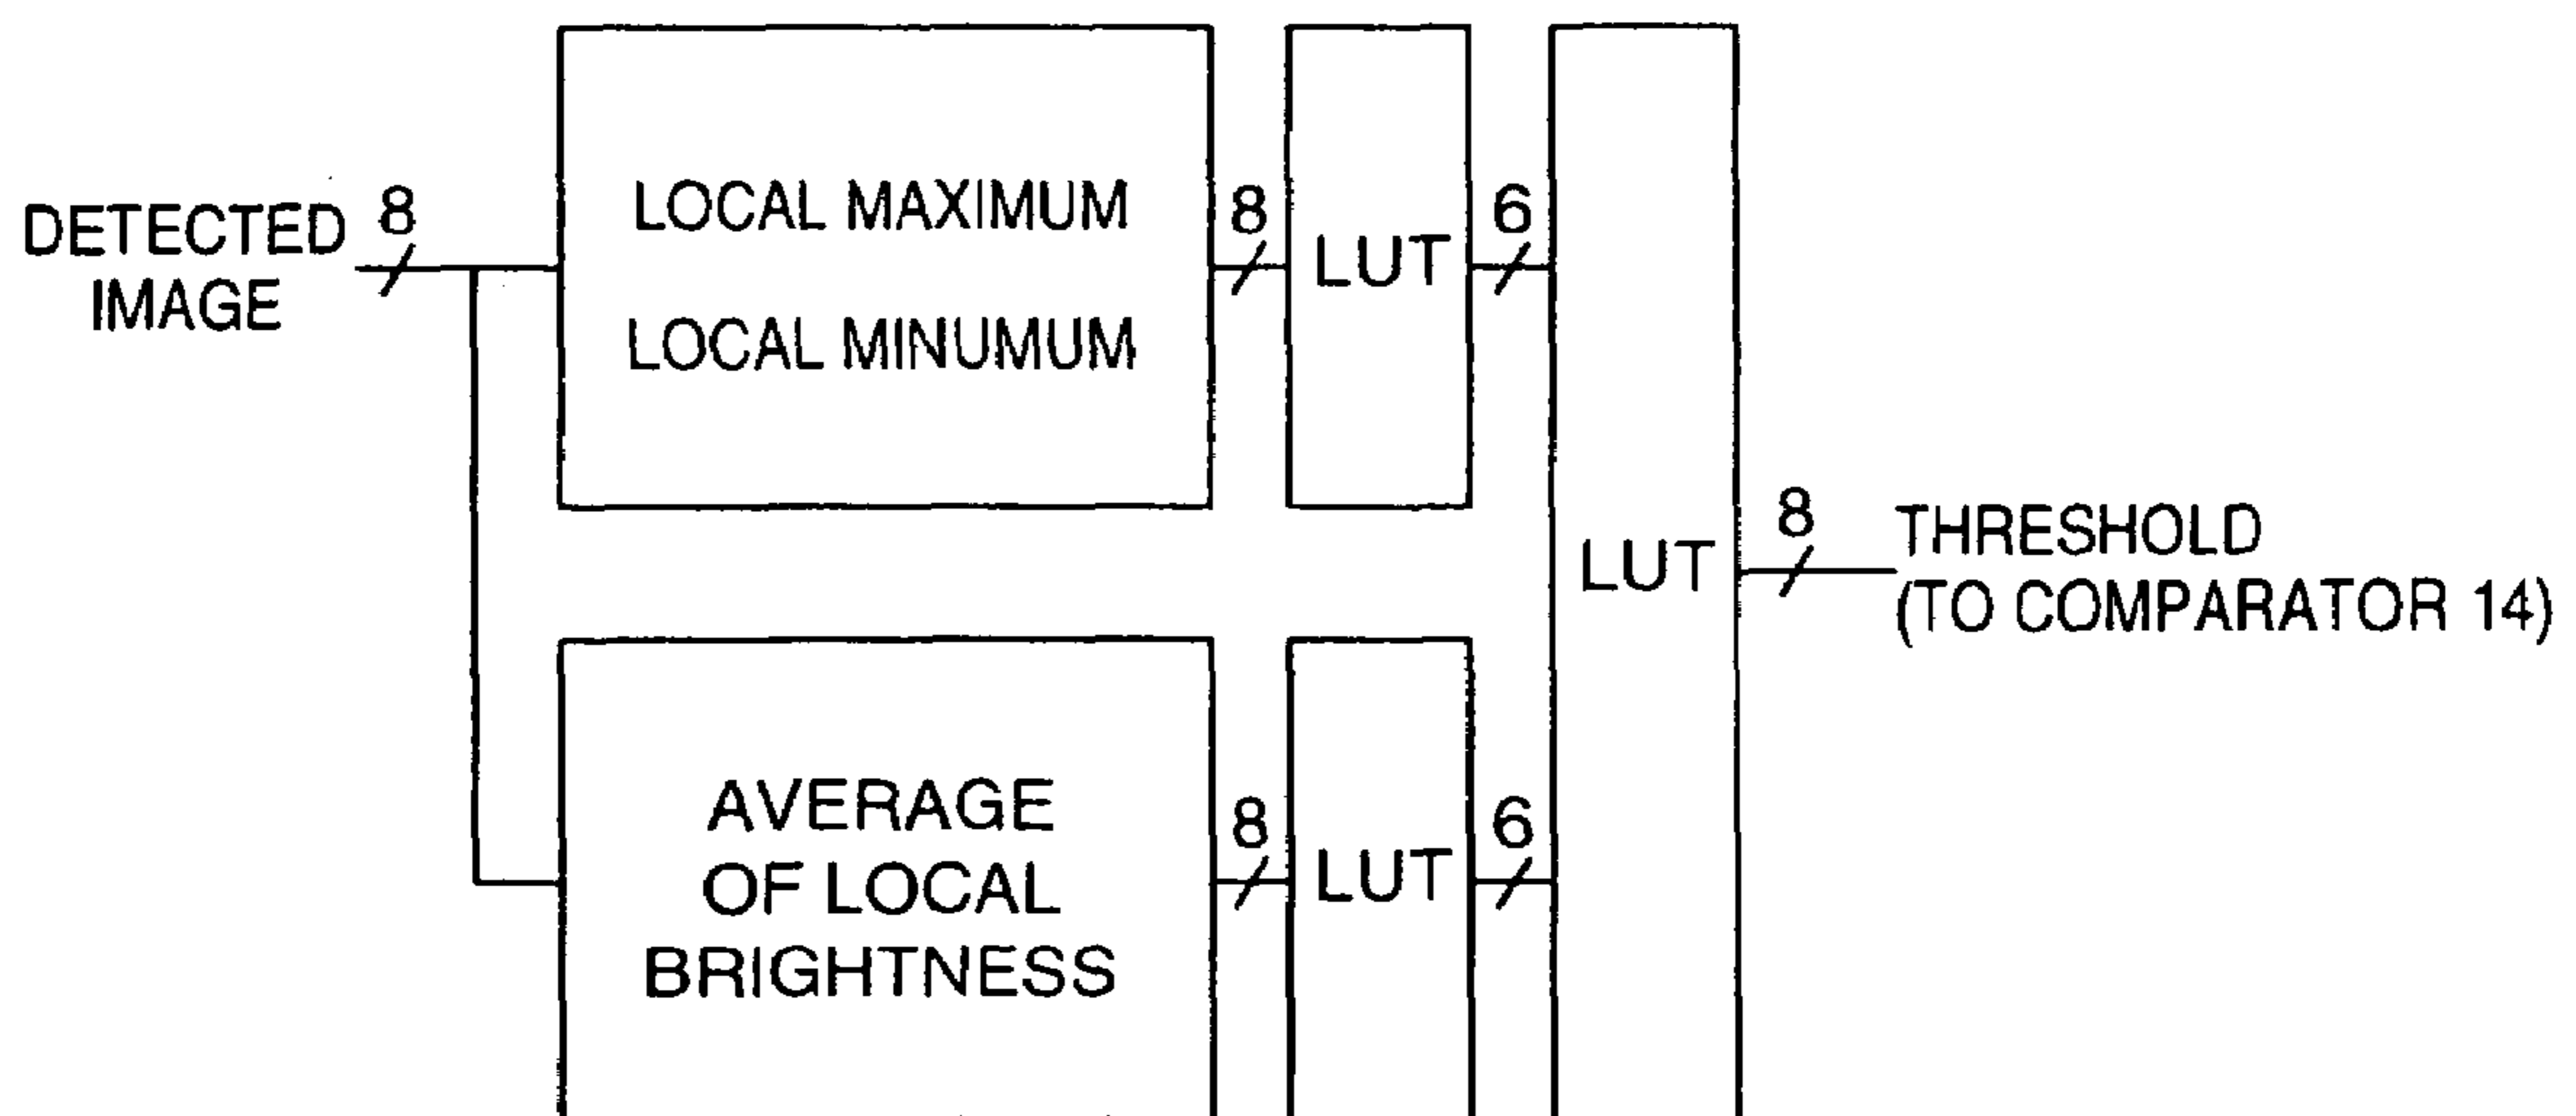 DETECTED
IMAGE
8
LOCAL MAXIMUM
LOCAL MINUMUM
8
LUT
6
AVERAGE
OF LOCAL
BRIGHTNESS
8
LUT
6
LUT
8
THRESHOLD
(TO COMPARATOR 14)